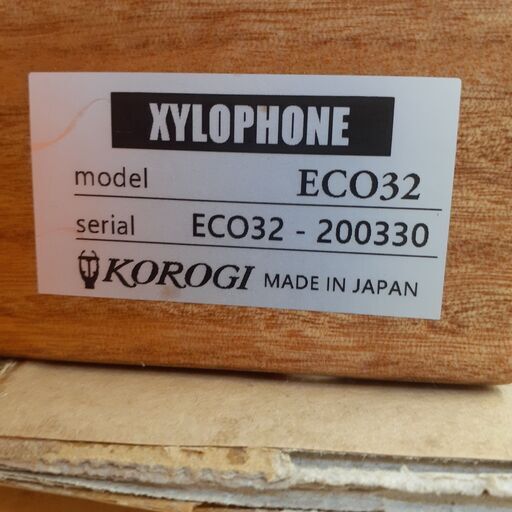 XYLOPHONE
model ECO32
serial ECO32 - 200330
KOROGI MADE IN JAPAN